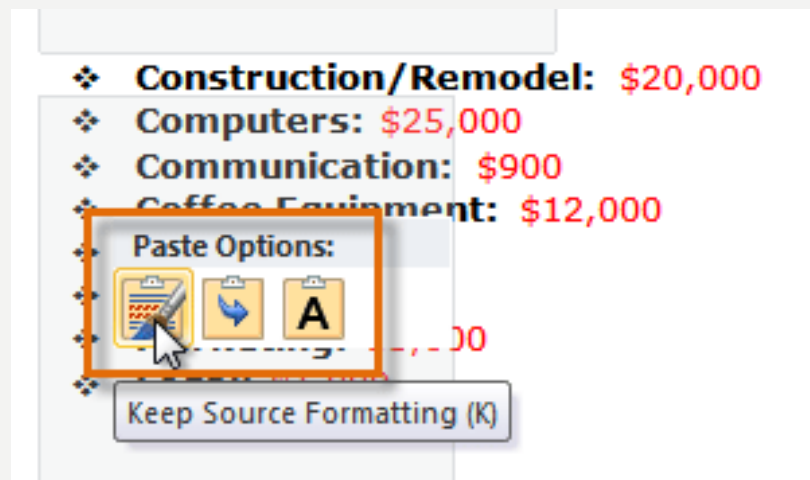 ❖ Construction/Remodel: $20,000
❖ Computers: $25,000
❖ Communication: $900
❖ Coffee Equipment: $12,000
Paste Options:
A
Keep Source Formatting (K)